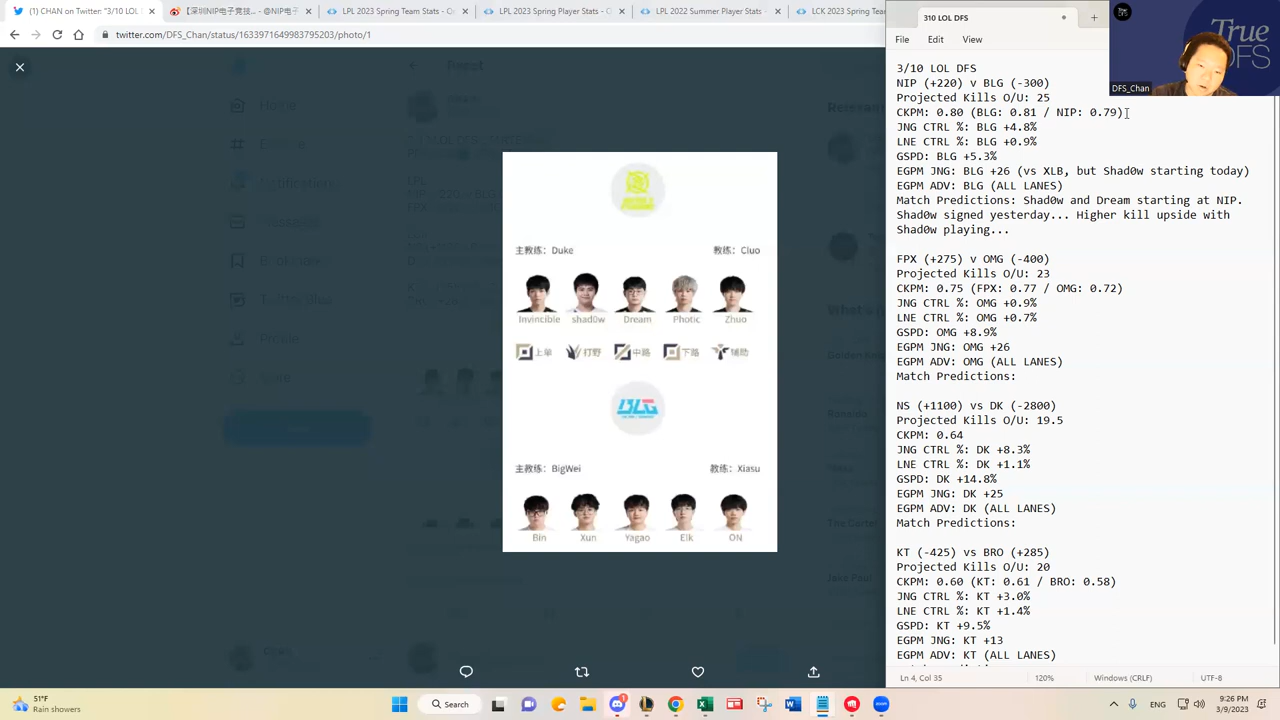 (1) CHAN on Twitter: "3/10 LOL D
【深圳NIP电子竞技... - @NIP电子
LPL 2023 Spring Team Stats - C
LPL 2023 Spring Player Stats - C
LPL 2022 Summer Player Stats -
LCK 2023 Spring Team
twitter.com/DFS_Chan/status/1633971649983795203/photo/1
Home
Profile
主教练：Duke
教练：Cluo
Invincible
shad0w
Dream
Photic
Zhuo
上单
打野
中路
下路
辅助
BLG
主教练：BigWei
教练：Xiasu
Bin
Xun
Yagao
Elk
ON
310 LOL DFS
File
Edit
View
True
DFS
DFS_Chan
3/10 LOL DFS
NIP (+220) v BLG (-300)
Projected Kills O/U: 25
CKPM: 0.80 (BLG: 0.81 / NIP: 0.79)
JNG CTRL %: BLG +4.8%
LNE CTRL %: BLG +0.9%
GSPD: BLG +5.3%
EGPM JNG: BLG +26 (vs XLB, but Shad0w starting today)
EGPM ADV: BLG (ALL LANES)
Match Predictions: Shad0w and Dream starting at NIP.
Shad0w signed yesterday... Higher kill upside with
Shad0w playing...
FPX (+275) v OMG (-400)
Projected Kills O/U: 23
CKPM: 0.75 (FPX: 0.77 / OMG: 0.72)
JNG CTRL %: OMG +0.9%
LNE CTRL %: OMG +0.7%
GSPD: OMG +8.9%
EGPM JNG: OMG +26
EGPM ADV: OMG (ALL LANES)
Match Predictions:
NS (+1100) vs DK (-2800)
Projected Kills O/U: 19.5
CKPM: 0.64
JNG CTRL %: DK +8.3%
LNE CTRL %: DK +1.1%
GSPD: DK +14.8%
EGPM JNG: DK +25
EGPM ADV: DK (ALL LANES)
Match Predictions:
KT (-425) vs BRO (+285)
Projected Kills O/U: 20
CKPM: 0.60 (KT: 0.61 / BRO: 0.58)
JNG CTRL %: KT +3.0%
LNE CTRL %: KT +1.4%
GSPD: KT +9.5%
EGPM JNG: KT +13
EGPM ADV: KT (ALL LANES)
Ln 4, Col 35
120%
Windows (CRLF)
UTF-8
51°F
Rain showers
Search
ENG
9:26 PM
3/9/2023